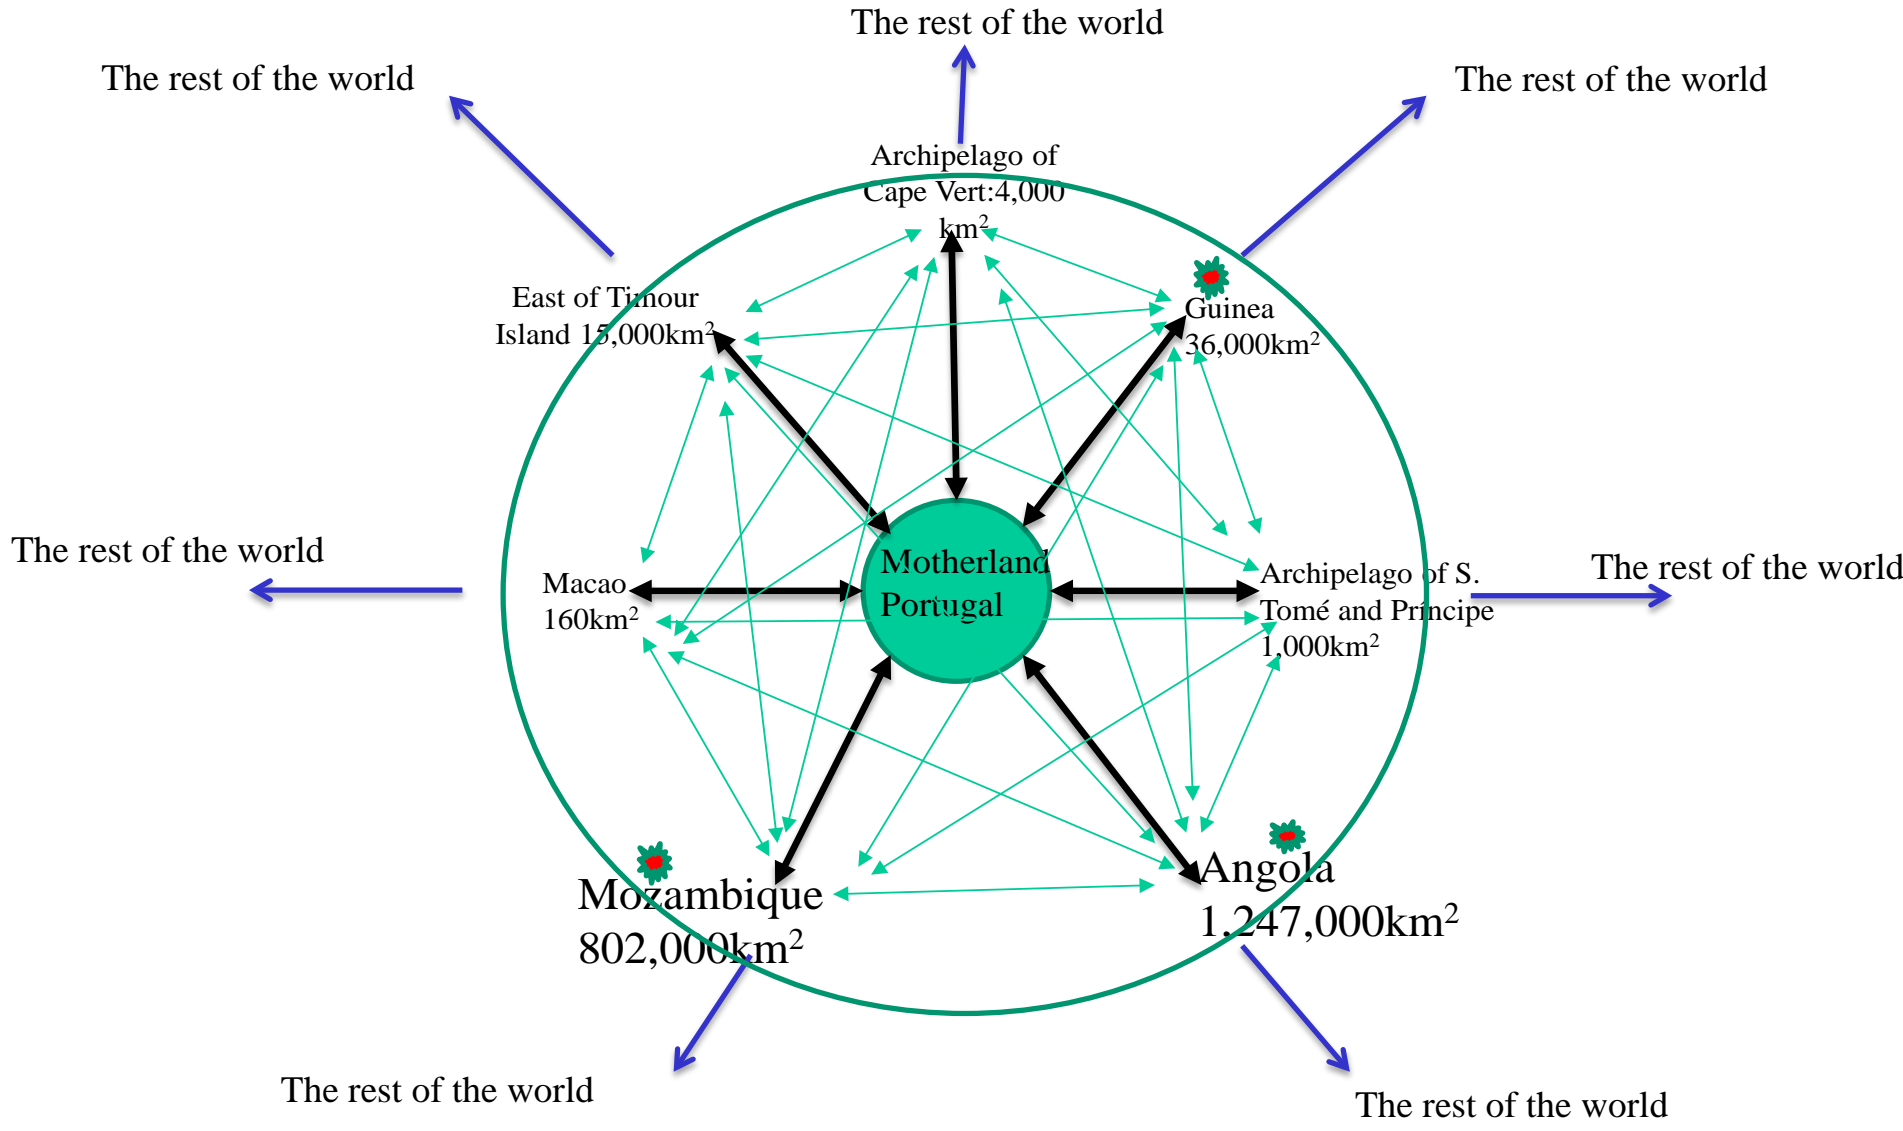 The rest of the world
The rest of the world
The rest of the world
Archipelago of
Cape Vert:4,000
km²
East of Timour
Island 15,000km²
Guinea
36,000km²
The rest of the world
Macao
160km²
Motherland
Portugal
Archipelago of S.
Tomé and Príncipe
1,000km²
The rest of the world
Mozambique
802,000km²
Angola
1.247,000km²
The rest of the world
The rest of the world